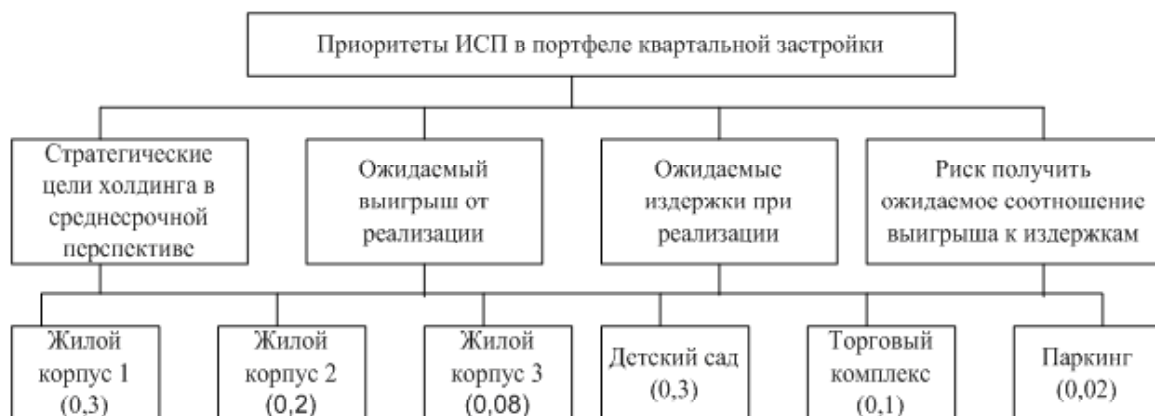 Приоритеты ИСП в портфеле квартальной застройки
Стратегические
цели холдинга в
среднесрочной
перспективе
Ожидаемый
выигрыш от
реализации
Ожидаемые
издержки при
реализации
Риск получить
ожидаемое соотношение
выигрыша к издержкам
Жилой
корпус 1
(0,3)
Жилой
корпус 2
(0,2)
Жилой
корпус 3
(0,08)
Детский сад
(0,3)
Торговый
комплекс
(0,1)
Паркинг
(0,02)